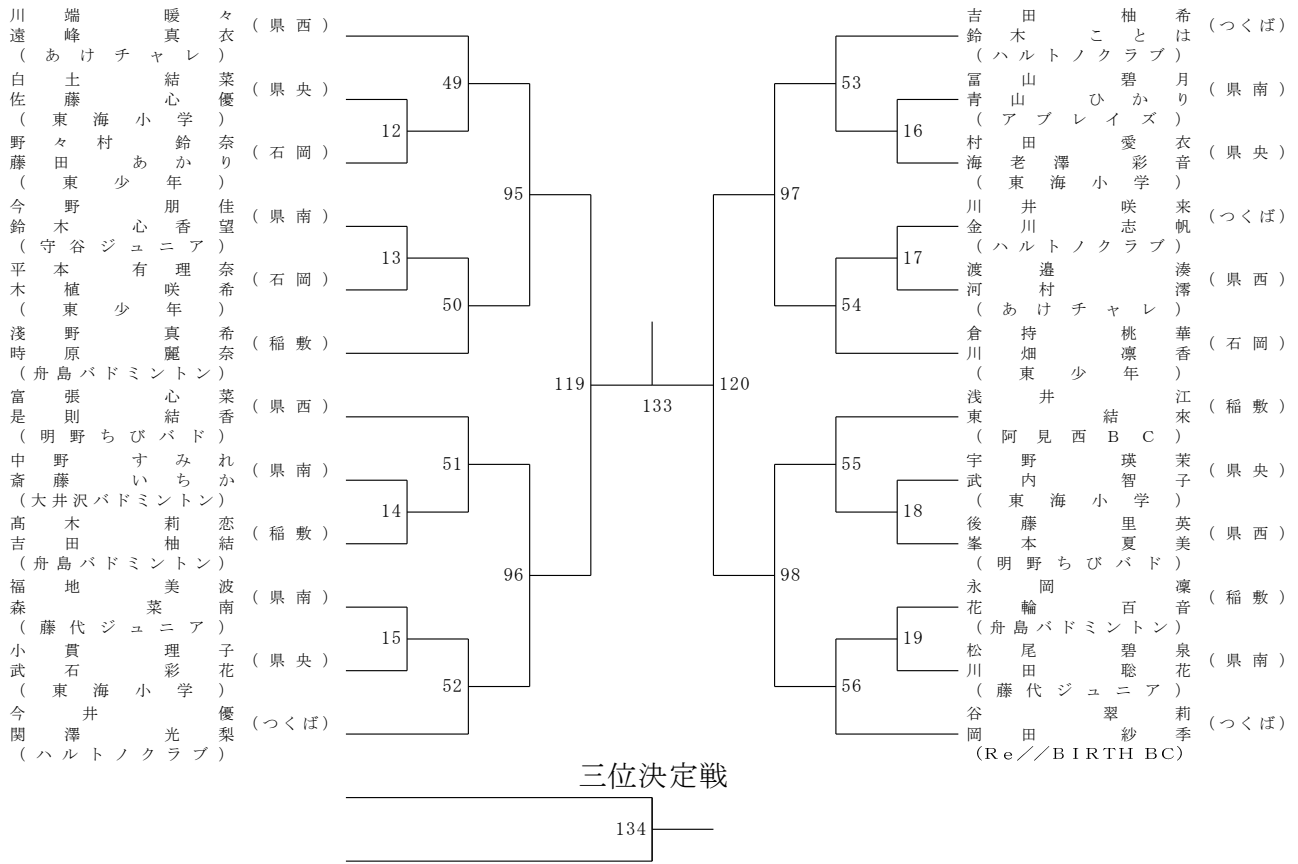 川端暖々
遠峰真衣
(あけチャレ)
(県西)
白土結菜
佐藤心優
(東海小学)
(県央)
野々村鈴奈
藤田あかり
(東少年)
(石岡)
今野朋佳
鈴木心香望
(守谷ジュニア)
(県南)
平本有理奈
木植咲希
(東少年)
(石岡)
淺野真希
時原麗奈
(舟島バドミントン)
(稲敷)
富張心菜
是則結香
(明野ちびバド)
(県西)
中野すみれ
斎藤いちか
(大井沢バドミントン)
(県南)
髙木莉恋
吉田柚結
(舟島バドミントン)
(稲敷)
福地美波
森菜南
(藤代ジュニア)
(県南)
小貫理子
武石彩花
(東海小学)
(県央)
今井優
関澤光梨
(ハルトノクラブ)
(つくば)
49
12
95
13
50
119
51
14
96
15
52
133
120
53
16
97
17
54
55
18
98
19
56
吉田柚希
鈴木ことは
(ハルトノクラブ)
(つくば)
冨山碧月
青山ひかり
(アブレイズ)
(県南)
村田愛衣
海老澤彩音
(東海小学)
(県央)
川井咲来
金川志帆
(ハルトノクラブ)
(つくば)
渡邉湊
河村澪
(あけチャレ)
(県西)
倉持桃華
川畑凛香
(東少年)
(石岡)
浅井江
東結來
(阿見西BC)
(稲敷)
宇野瑛茉
武内智子
(東海小学)
(県央)
後藤里英
峯本夏美
(明野ちびバド)
(県西)
永岡凜
花輪百音
(舟島バドミントン)
(稲敷)
松尾碧泉
川田聡花
(藤代ジュニア)
(県南)
谷翠莉
岡田紗季
(Re//BIRTH BC)
(つくば)
三位決定戦
134